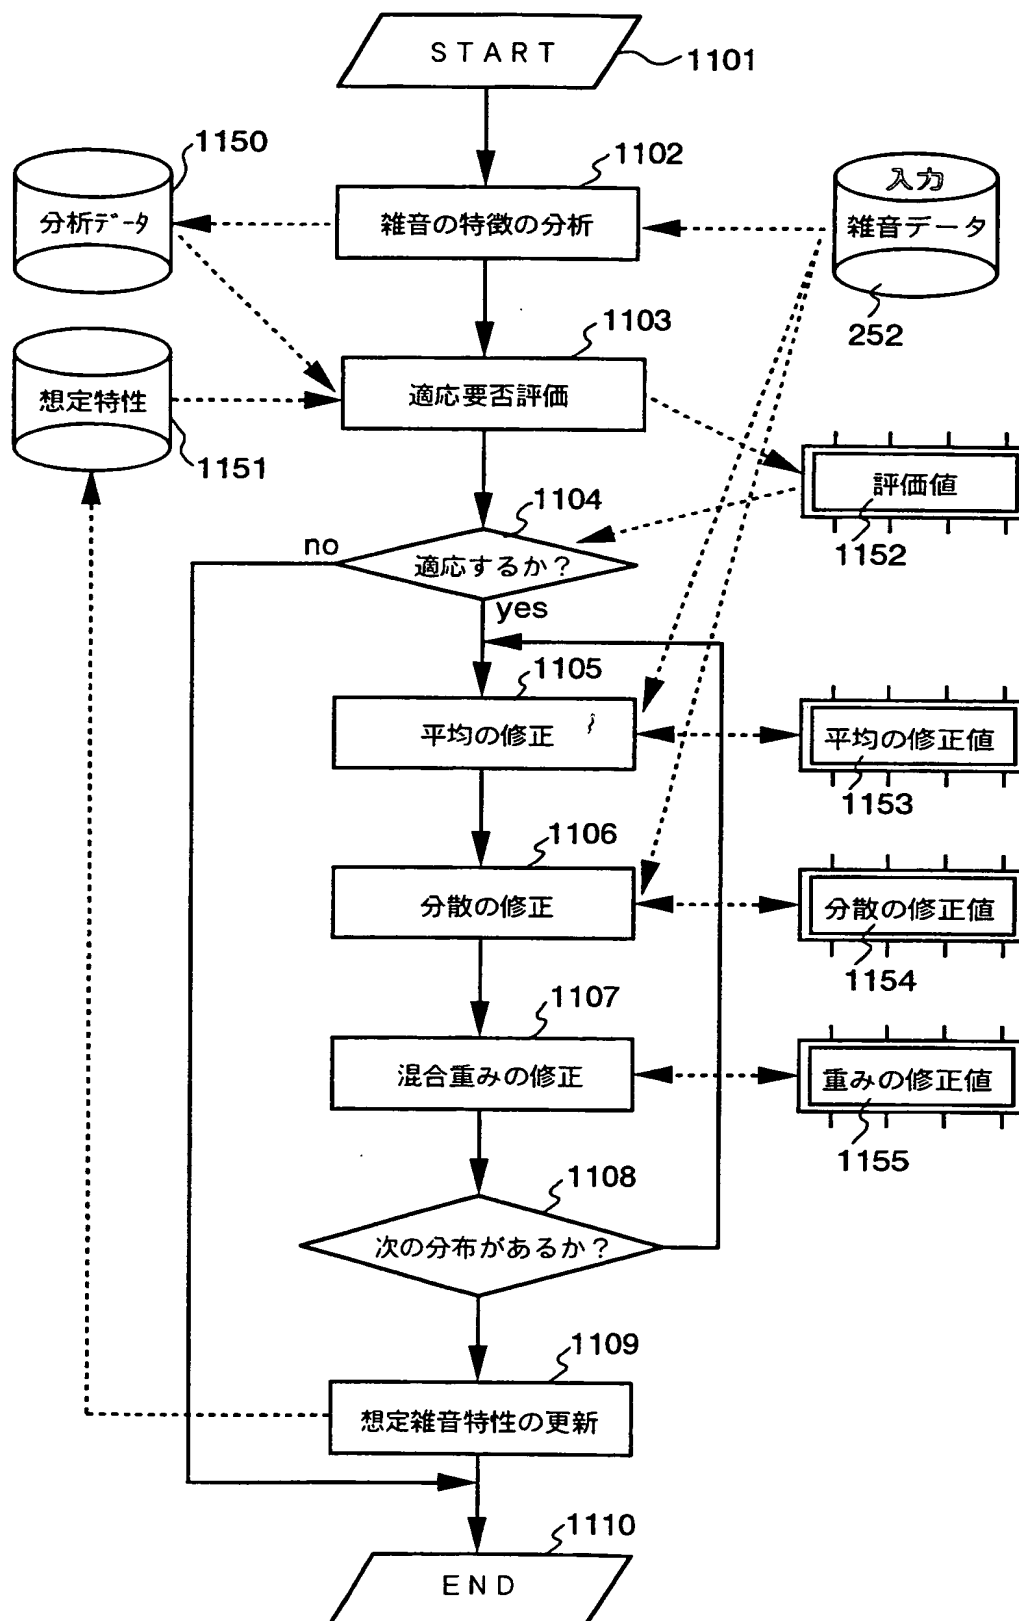 START
1101
1150
1102
入力
分析データ
雑音の特徴の分析
雑音データ
1103
252
想定特性
適応要否評価
1151
1104
評価値
no
適応するか？
1152
yes
1105
平均の修正
平均の修正値
1153
1106
分散の修正
分散の修正値
1154
1107
混合重みの修正
重みの修正値
1155
1108
次の分布があるか？
1109
想定雑音特性の更新
1110
END